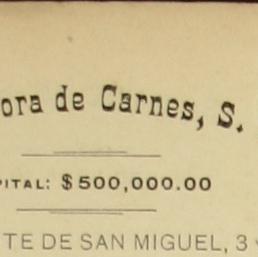 ora de Carnes, S.
PITAL: $500,000.00
TE DE SAN MIGUEL, 3